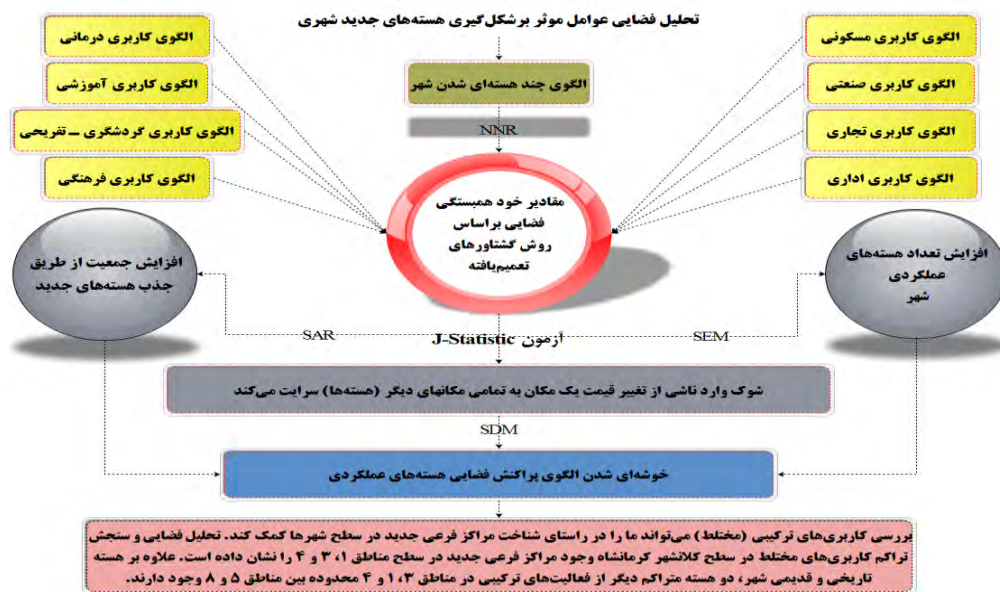 تحلیل فضایی عوامل موثر برشکل‌گیری هسته‌های جدید شهری
الگوی کاربری مسکونی
الگوی کاربری صنعتی
الگوی کاربری تجاری
الگوی کاربری اداری
الگوی چند هسته‌ای شدن شهر
NNR
الگوی کاربری درمانی
الگوی کاربری آموزشی
الگوی کاربری گردشگری ــ تفریحی
الگوی کاربری فرهنگی
مقادیر خود همبستگی
فضایی براساس
روش گشتاورهای
تعمیم‌یافته
افزایش تعداد هسته‌های
عملکردی
شهر
افزایش جمعیت از طریق
جذب هسته‌های جدید
SEM
آزمون J-Statistic
SAR
شوک وارد ناشی از تغییر قیمت یک مکان به تمامی مکانهای دیگر (هسته‌ها) سرایت می‌کند
SDM
خوشه‌ای شدن الگوی پراکنش فضایی هسته‌های عملکردی
بررسی کاربری‌های ترکیبی (مختلط) می‌تواند ما را در راستای شناخت مراکز فرعی جدید در سطح شهرها کمک کند. تحلیل فضایی و سنجش
تراکم کاربری‌های مختلط در سطح کلانشهر کرمانشاه وجود مراکز فرعی جدید در سطح مناطق ۱، ۳ و ۴ را نشان داده است. علاوه بر هسته
تاریخی و قدیمی شهر، دو هسته متراکم دیگر از فعالیت‌های ترکیبی در مناطق ۳، ۱ و ۴ محدوده بین مناطق ۵ و ۸ وجود دارند.